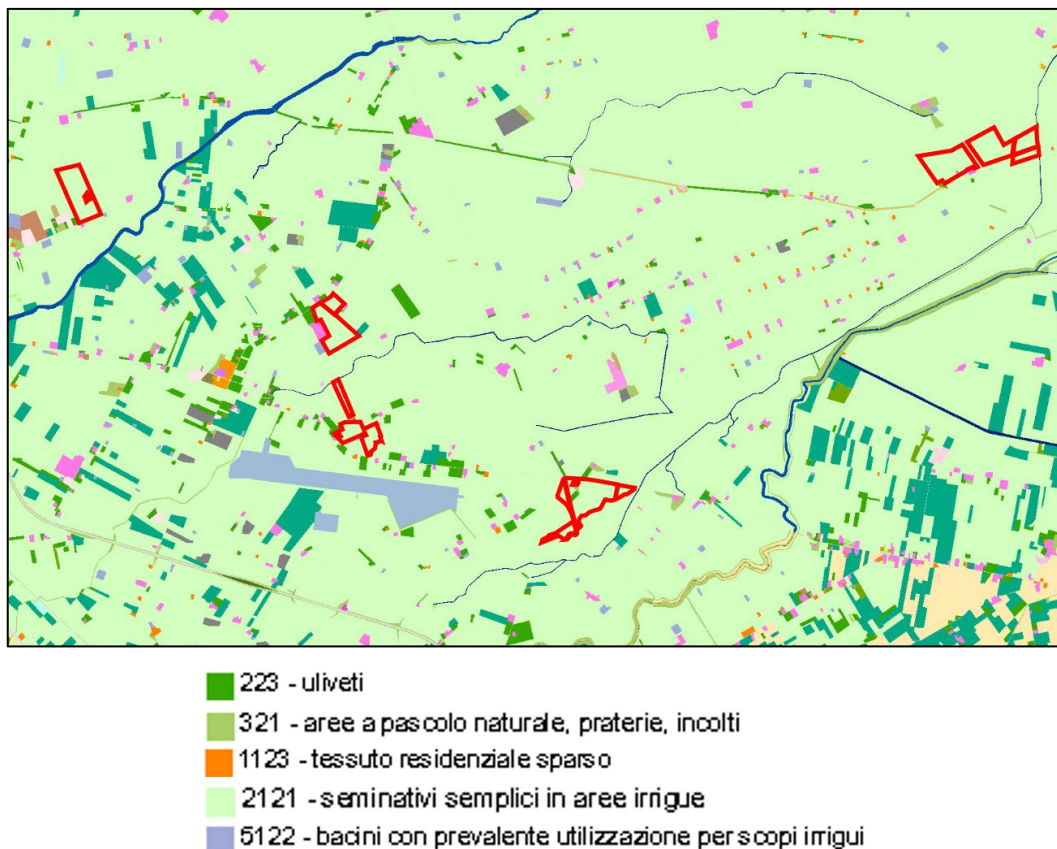 223 - uliveti
321 - aree a pascolo naturale, praterie, incolti
1123 - tessuto residenziale sparso
2121 - seminativi semplici in aree irrigue
5122 - bacini con prevalente utilizzazione per scopi irrigui